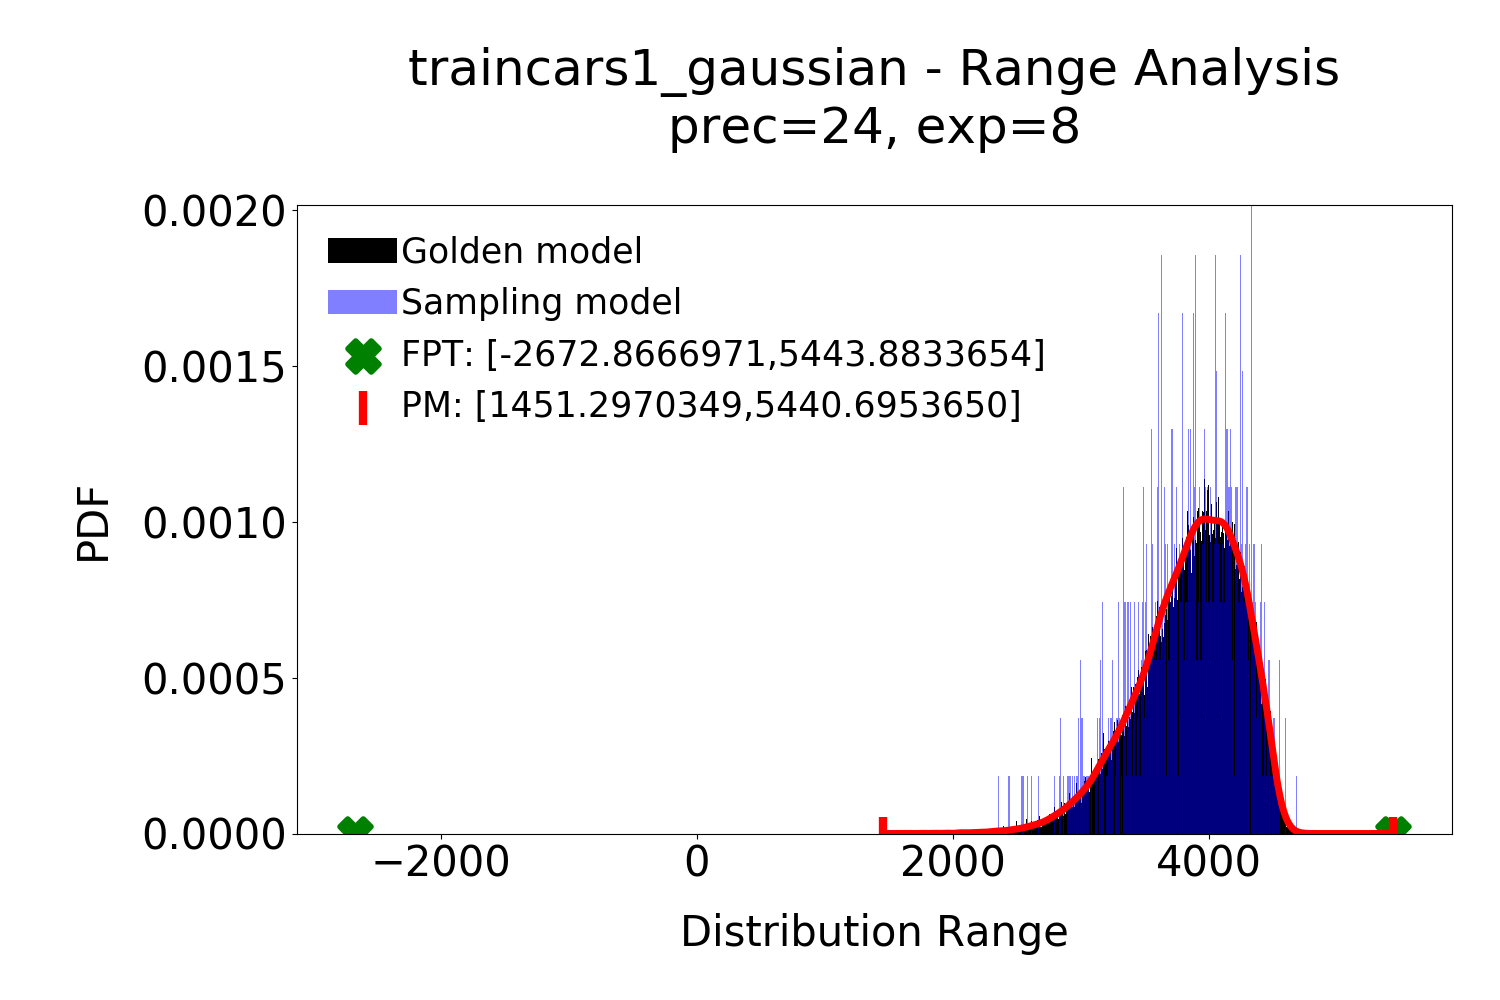 traincars1_gaussian - Range Analysis
prec=24, exp=8
0.0020
0.0015
0.0010
0.0005
0.0000
PDF
Golden model
Sampling model
FPT: [-2672.8666971,5443.8833654]
PM: [1451.2970349,5440.6953650]
−2000
0
2000
4000
Distribution Range